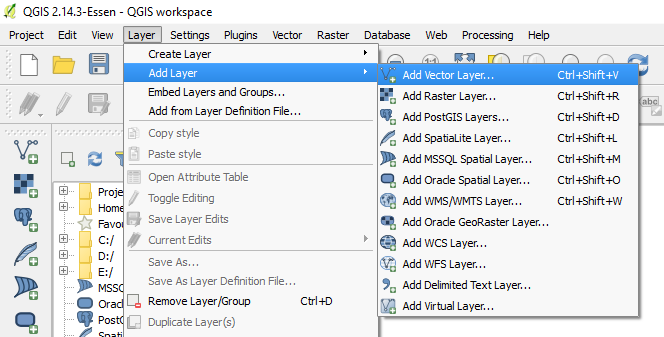 QGIS 2.14.3-Essen - QGIS workspace
Project Edit View Layer Settings Plugins Vector Raster Database Web Processing Help
Create Layer
Add Layer
Embed Layers and Groups...
Add from Layer Definition File...
Copy style
Paste style
Open Attribute Table
Toggle Editing
Save Layer Edits
Current Edits
Save As...
Save As Layer Definition File...
Remove Layer/Group Ctrl+D
Duplicate Layer(s)
Add Vector Layer... Ctrl+Shift+V
Add Raster Layer... Ctrl+Shift+R
Add PostGIS Layers... Ctrl+Shift+D
Add SpatiaLite Layer... Ctrl+Shift+L
Add MSSQL Spatial Layer... Ctrl+Shift+M
Add Oracle Spatial Layer... Ctrl+Shift+O
Add WMS/WMTS Layer... Ctrl+Shift+W
Add Oracle GeoRaster Layer...
Add WCS Layer...
Add WFS Layer...
Add Delimited Text Layer...
Add Virtual Layer...
abc
Proje
Home
Favou
C:/
D:/
E:/
MSSQ
Orac
PostG